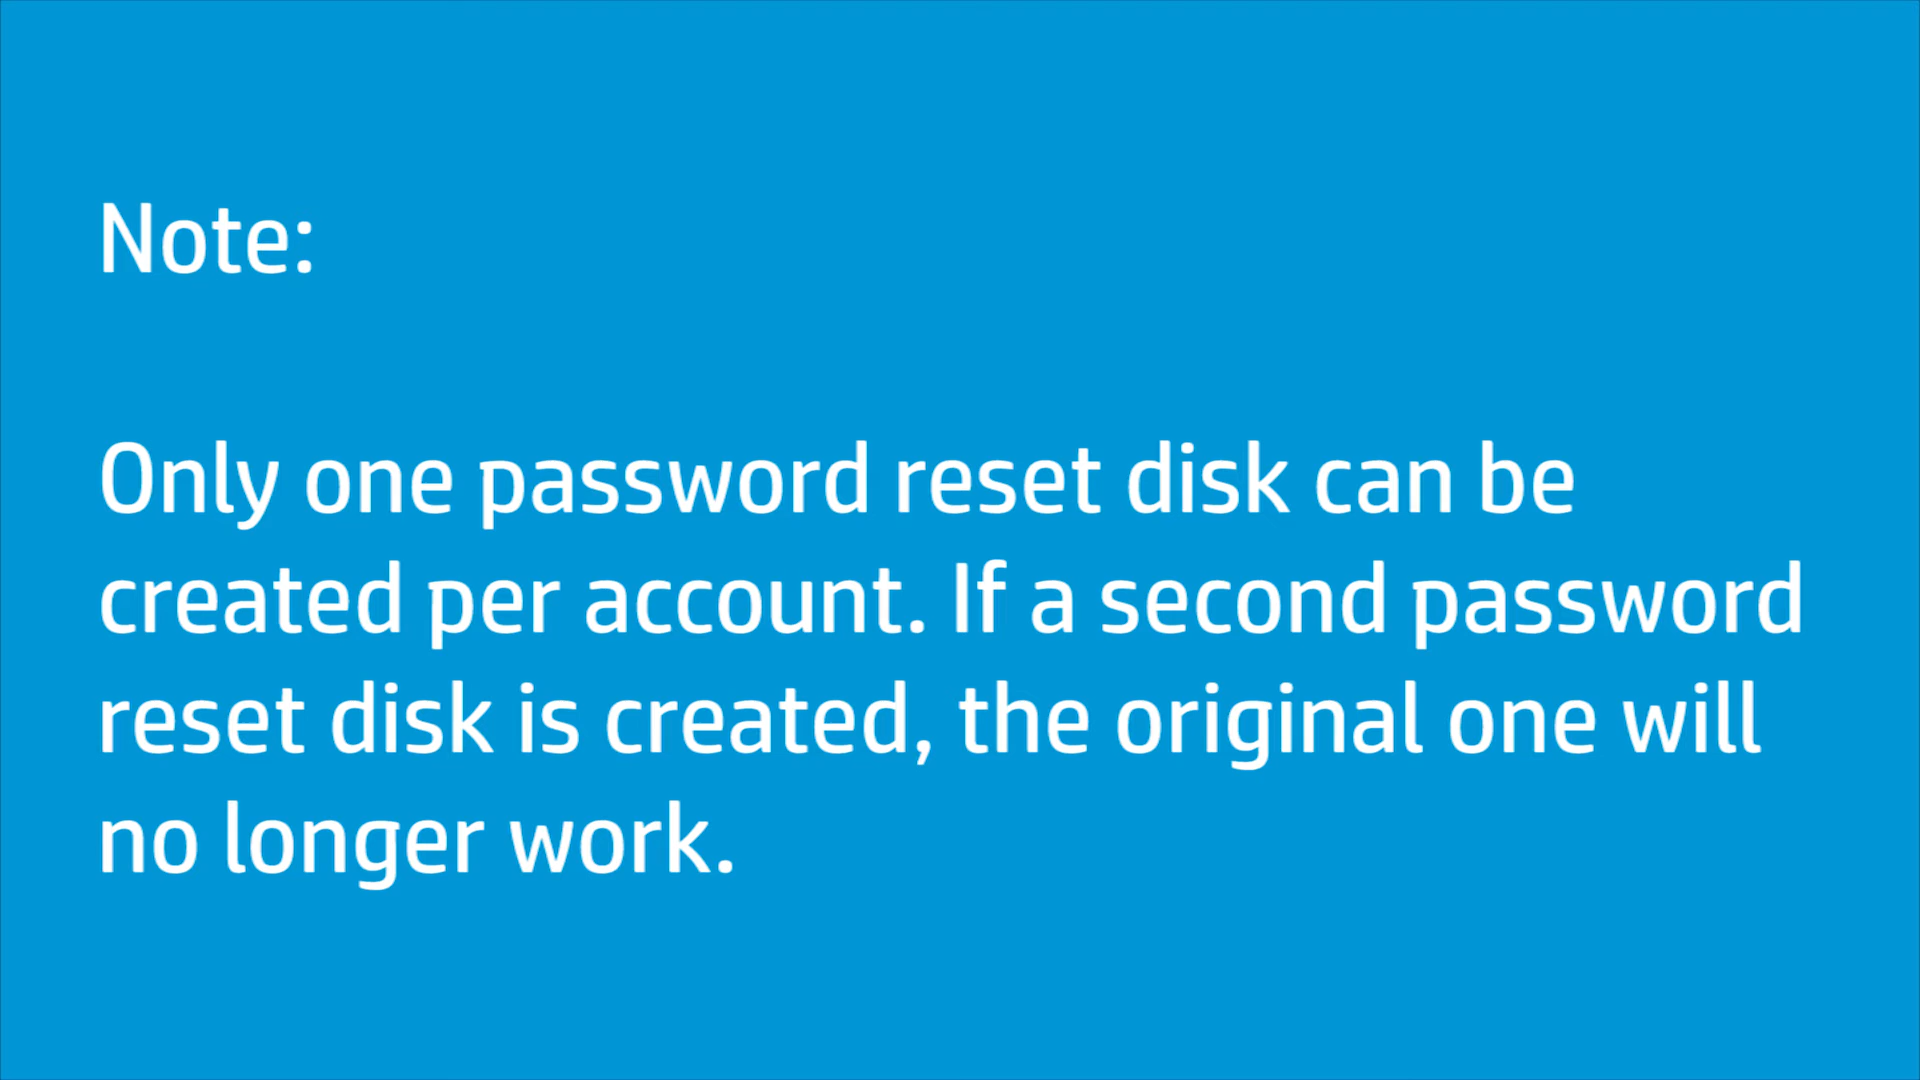 Note:
Only one password reset disk can be
created per account. If a second password
reset disk is created, the original one will
no longer work.